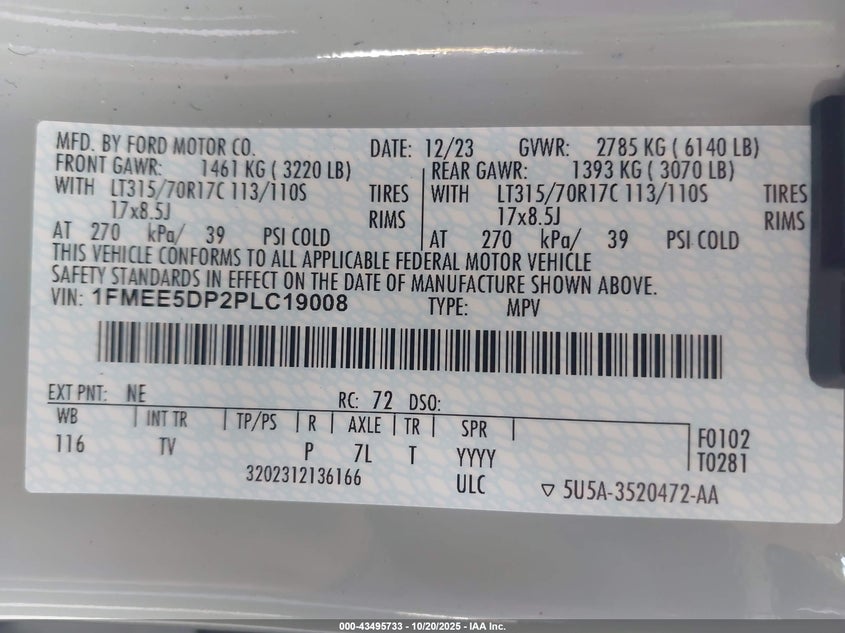 MFD. BY FORD MOTOR CO. DATE: 12/23 GVWR: 2785 KG ( 6140 LB)
FRONT GAWR: 1461 KG ( 3220 LB) REAR GAWR: 1393 KG ( 3070 LB)
WITH LT315/70R17C 113/110S TIRES WITH LT315/70R17C 113/110S TIRES
17x8.5J RIMS 17x8.5J RIMS
AT 270 kPa/ 39 PSI COLD AT 270 kPa/ 39 PSI COLD
THIS VEHICLE CONFORMS TO ALL APPLICABLE FEDERAL MOTOR VEHICLE
SAFETY STANDARDS IN EFFECT ON THE DATE OF MANUFACTURE SHOWN ABOVE.
VIN: 1FMEE5DP2PLC19008 TYPE: MPV
EXT PNT: NE RC: 72 DSO:
WB INT TR TP/PS R AXLE TR SPR
116 TV P 7L T YYYY
F0102
T0281
3202312136166 ULC ▽ 5U5A-3520472-AA
000-43495733 - 10/20/2025 - IAA Inc.